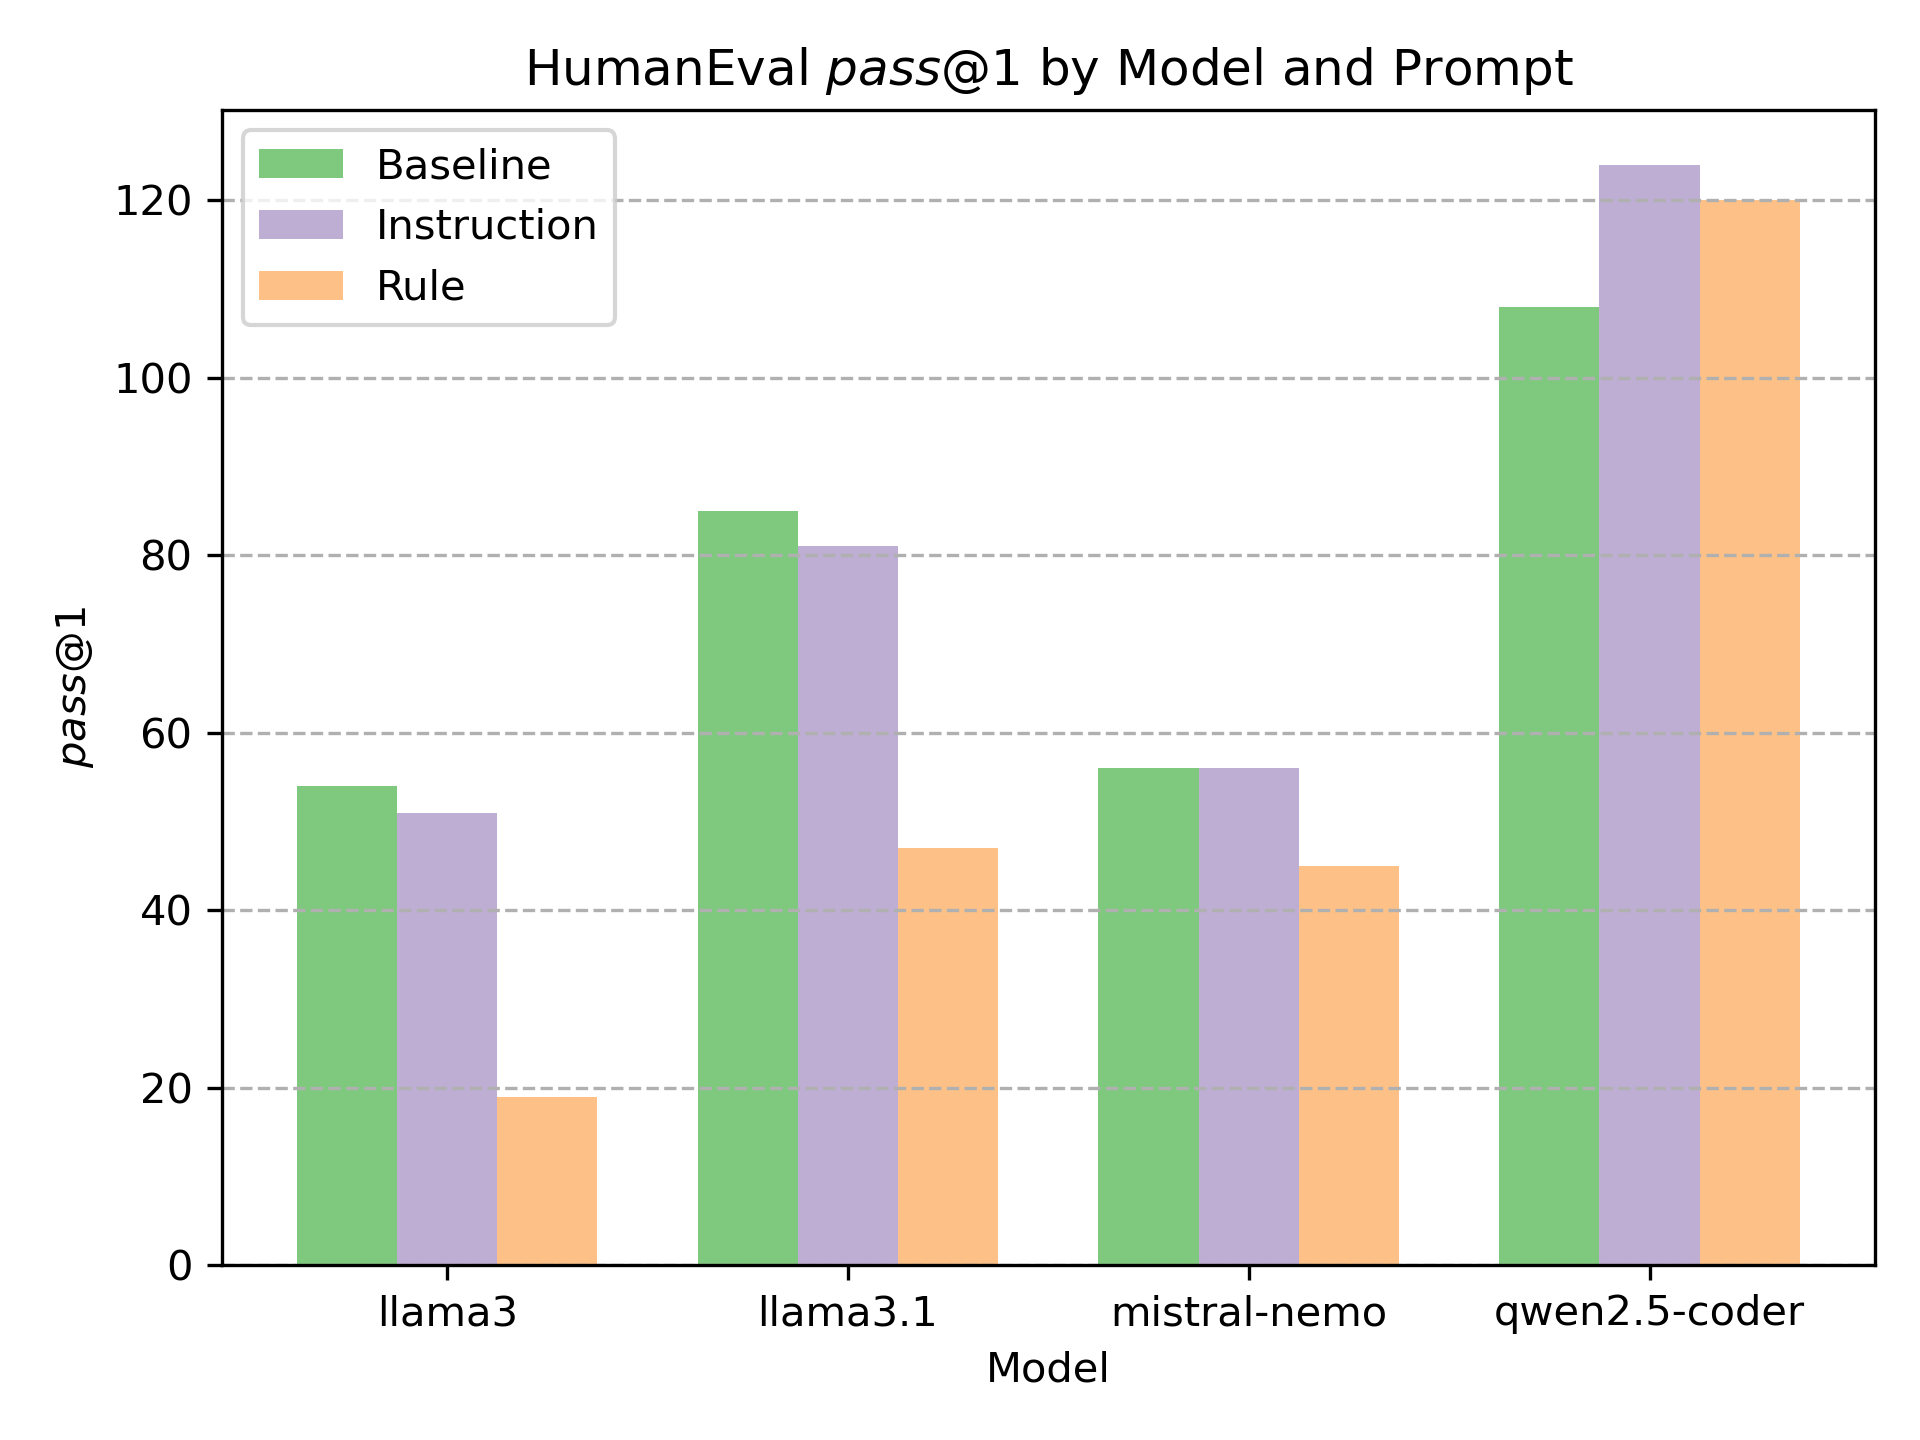 HumanEval pass@1 by Model and Prompt
Baseline
Instruction
Rule
120
100
80
60
40
20
0
pass@1
llama3
llama3.1
mistral-nemo
qwen2.5-coder
Model